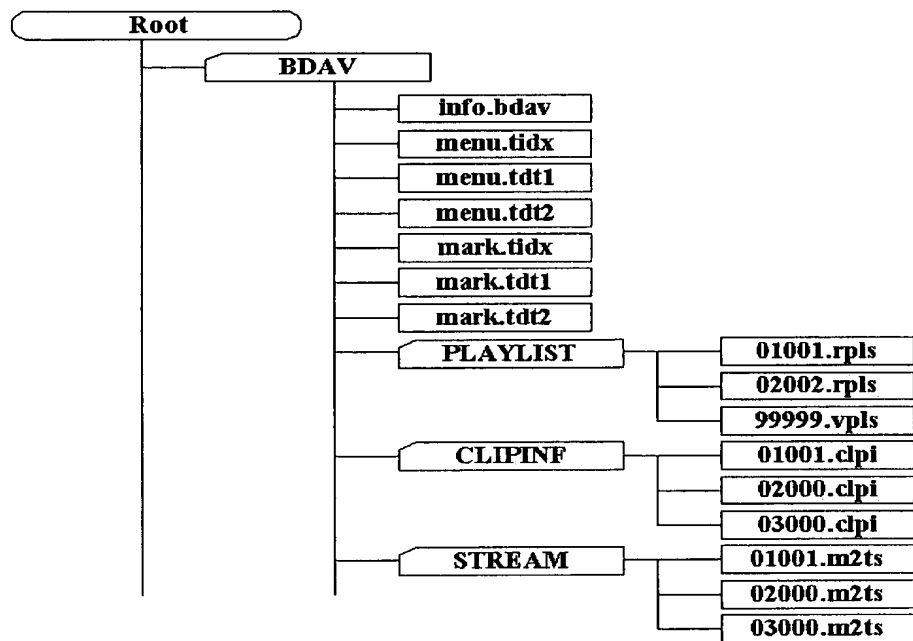 Root
BDAV
info.bdav
menu.tidx
menu.tdt1
menu.tdt2
mark.tidx
mark.tdt1
mark.tdt2
PLAYLIST
01001.rpls
02002.rpls
99999.vpls
CLIPINF
01001.clpi
02000.clpi
03000.clpi
STREAM
01001.m2ts
02000.m2ts
03000.m2ts